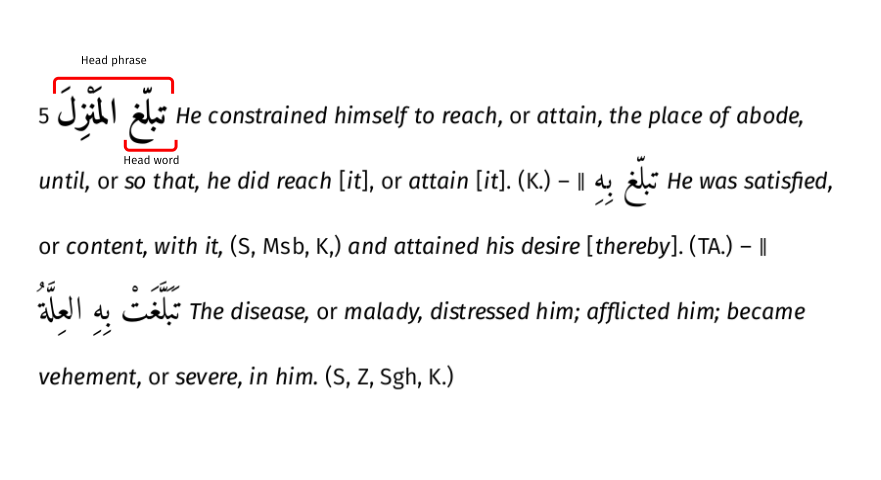 Head phrase
5 تبلّغ المَنْزِلَ He constrained himself to reach, or attain, the place of abode,
Head word
until, or so that, he did reach [it], or attain [it]. (K.) – ‖ تبلّغ بِهِ He was satisfied,
or content, with it, (S, Msb, K,) and attained his desire [thereby]. (TA.) – ‖
تَبَلَّغَتْ بِهِ العِلَّةُ The disease, or malady, distressed him; afflicted him; became
vehement, or severe, in him. (S, Z, Sgh, K.)